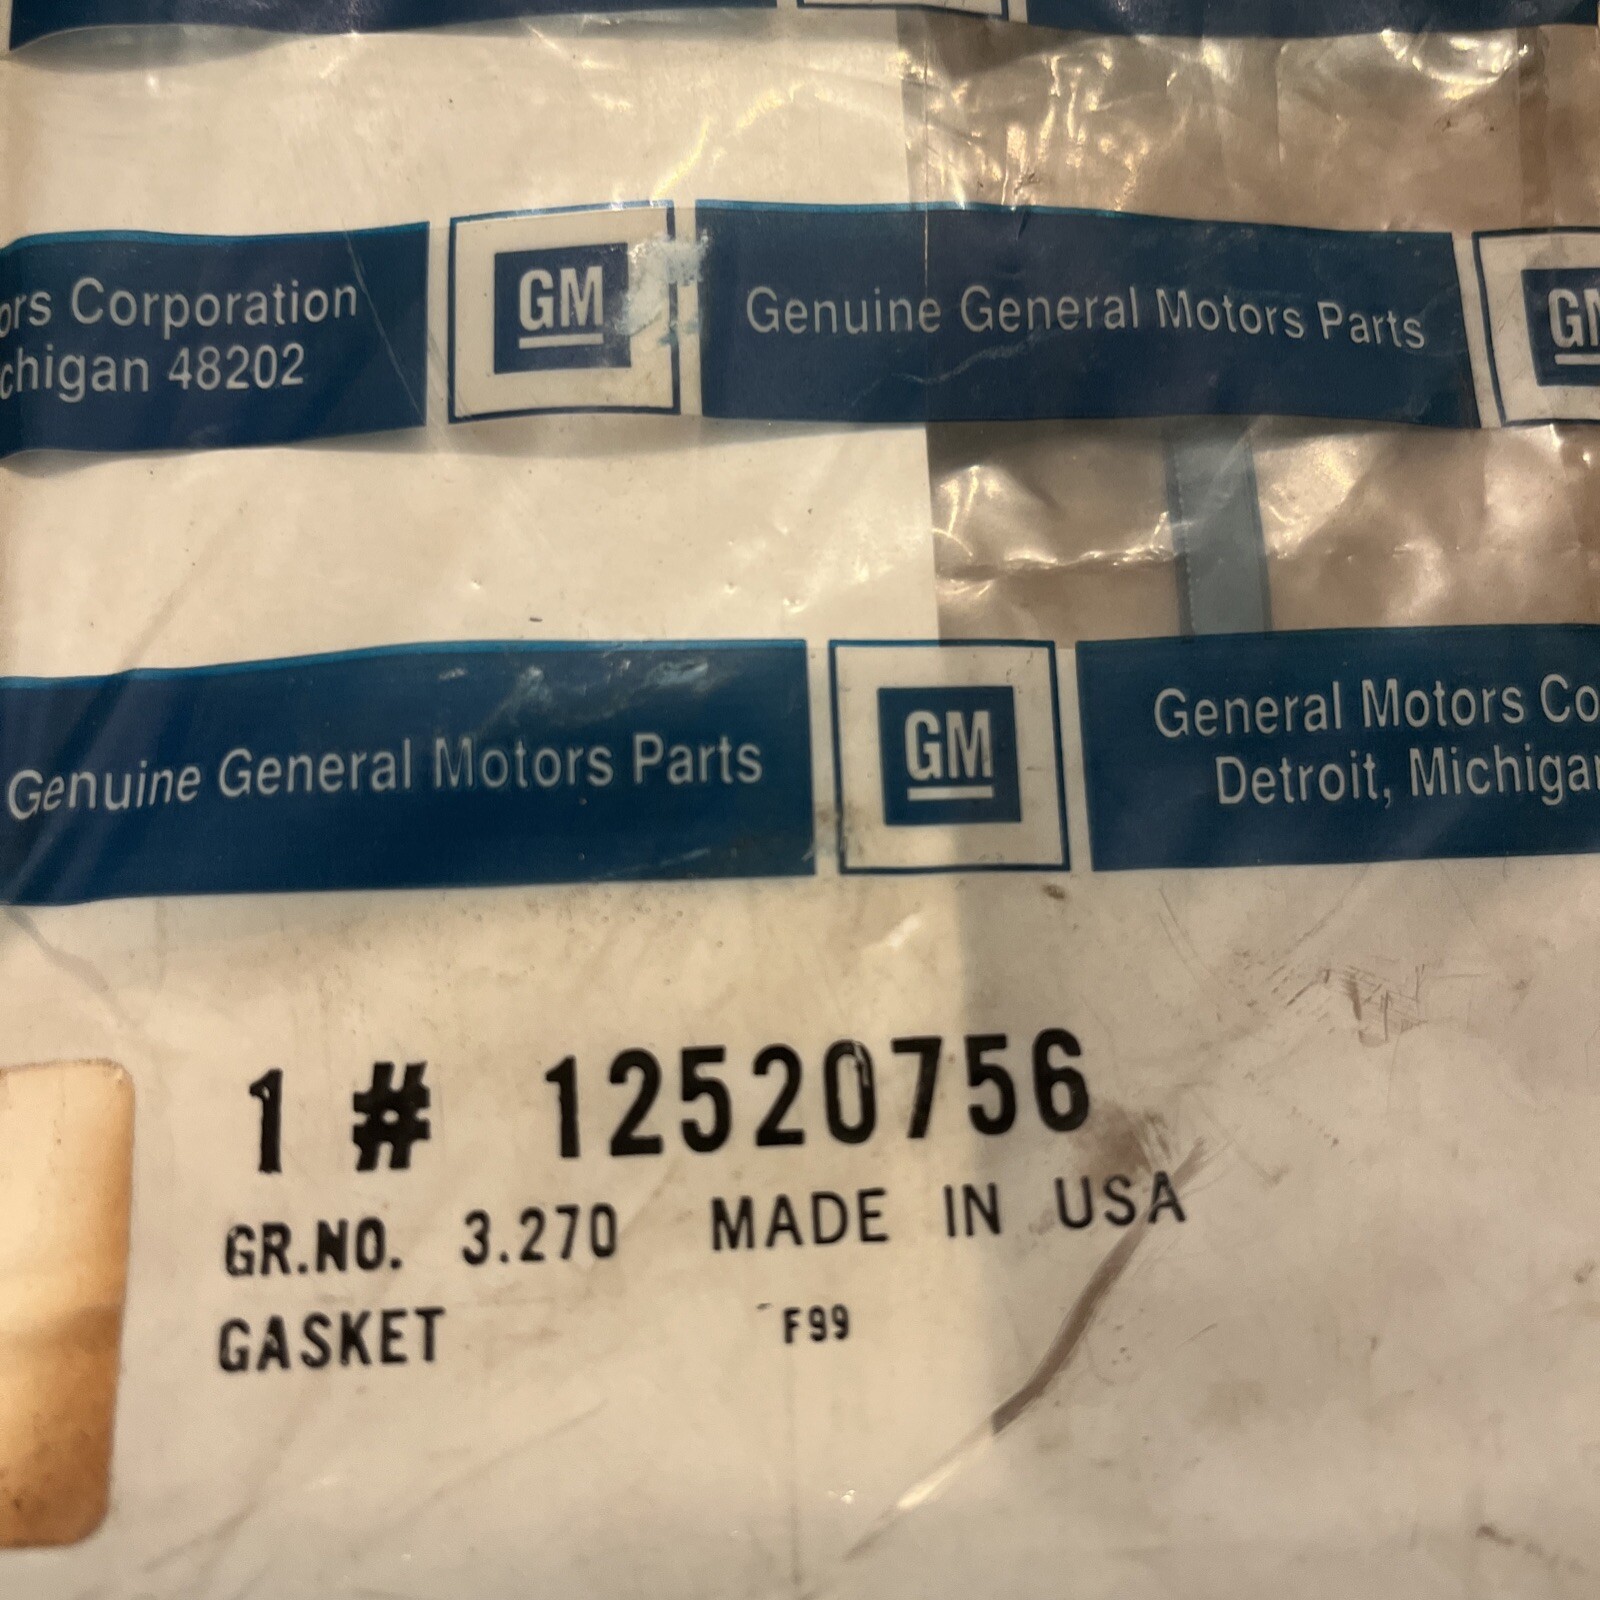 ors Corporation
chigan 48202
GM
Genuine General Motors Parts
GM
Genuine General Motors Parts
GM
General Motors Co
Detroit, Michigan
1 # 12520756
GR.NO. 3.270 MADE IN USA
GASKET F99